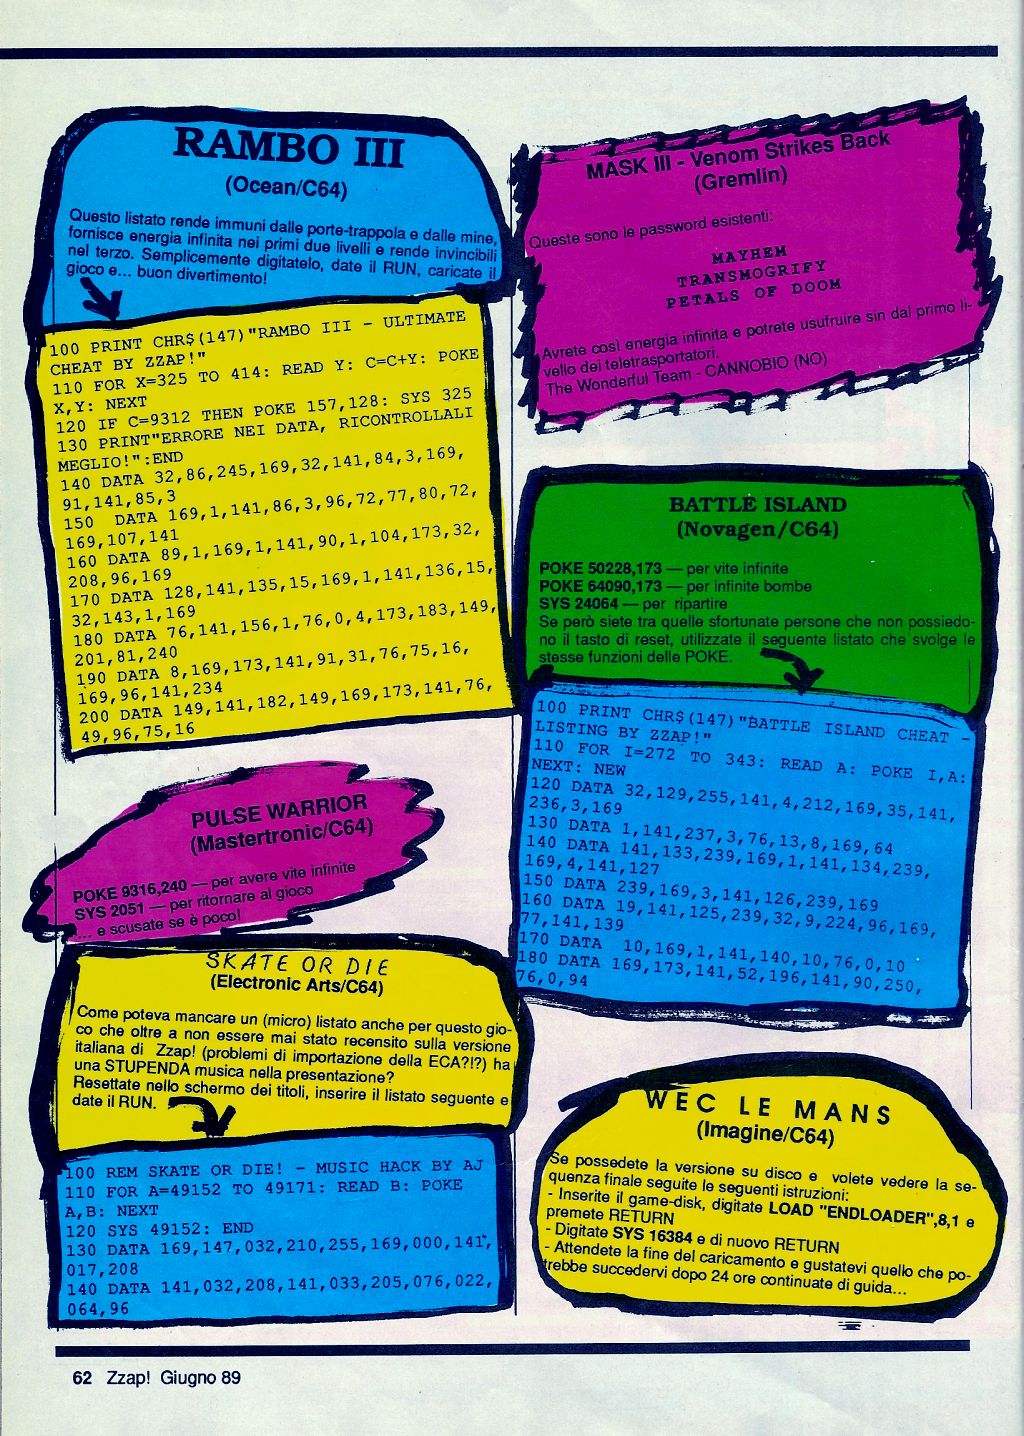 RAMBO III
(Ocean/C64)
Questo listato rende immuni dalle porte-trappola e dalle mine,
fornisce energia infinita nei primi due livelli e rende invincibili
nel terzo. Semplicemente digitatelo, date il RUN, caricate il
gioco e... buon divertimento!
100 PRINT CHR$(147)"RAMBO III - ULTIMATE
CHEAT BY ZZAP!"
110 FOR X=325 TO 414: READ Y: C=C+Y: POKE
X,Y: NEXT
120 IF C=9312 THEN POKE 157,128: SYS 325
130 PRINT"ERRORE NEI DATA, RICONTROLLALI
MEGLIO!":END
140 DATA 32,86,245,169,32,141,84,3,169,
91,141,85,3
150 DATA 169,1,141,86,3,96,72,77,80,72,
169,107,141
160 DATA 89,1,169,1,141,90,1,104,173,32,
208,96,169
170 DATA 128,141,135,15,169,1,141,136,15,
32,143,1,169
180 DATA 76,141,156,1,76,0,4,173,183,149,
201,81,240
190 DATA 8,169,173,141,91,31,76,75,16,
169,96,141,234
200 DATA 149,141,182,149,169,173,141,76,
49,96,75,16
MASK III - Venom Strikes Back
(Gremlin)
Queste sono le password esistenti:
MAYHEM
TRANSMOGRIFY
PETALS OF DOOM
Avrete così energia infinita e potrete usufruire sin dal primo li-
vello dei teletrasportatori.
The Wonderful Team - CANNOBIO (NO)
BATTLE ISLAND
(Novagen/C64)
POKE 50228,173 — per vite infinite
POKE 64090,173 — per infinite bombe
SYS 24064 — per ripartire
Se però siete tra quelle sfortunate persone che non possiedo-
no il tasto di reset, utilizzate il seguente listato che svolge le
stesse funzioni delle POKE.
100 PRINT CHR$(147)"BATTLE ISLAND CHEAT -
LISTING BY ZZAP!"
110 FOR I=272 TO 343: READ A: POKE I,A:
NEXT: NEW
120 DATA 32,129,255,141,4,212,169,35,141,
236,3,169
130 DATA 1,141,237,3,76,13,8,169,64
140 DATA 141,133,239,169,1,141,134,239,
169,4,141,127
150 DATA 239,169,3,141,126,239,169
160 DATA 19,141,125,239,32,9,224,96,169,
77,141,139
170 DATA 10,169,1,141,140,10,76,0,10
180 DATA 169,173,141,52,196,141,90,250,
76,0,94
PULSE WARRIOR
(Mastertronic/C64)
POKE 9316,240 — per avere vite infinite
SYS 2051 — per ritornare al gioco
... e scusate se è poco!
SKATE OR DIE
(Electronic Arts/C64)
Come poteva mancare un (micro) listato anche per questo gio-
co che oltre a non essere mai stato recensito sulla versione
italiana di Zzap! (problemi di importazione della ECA?!?) ha
una STUPENDA musica nella presentazione?
Resettate nello schermo dei titoli, inserire il listato seguente e
date il RUN.
100 REM SKATE OR DIE! - MUSIC HACK BY AJ
110 FOR A=49152 TO 49171: READ B: POKE
A,B: NEXT
120 SYS 49152: END
130 DATA 169,147,032,210,255,169,000,141,
017,208
140 DATA 141,032,208,141,033,205,076,022,
064,96
WEC LE MANS
(Imagine/C64)
Se possedete la versione su disco e volete vedere la se-
quenza finale seguite le seguenti istruzioni:
- Inserite il game-disk, digitate LOAD "ENDLOADER",8,1 e
premete RETURN
- Digitate SYS 16384 e di nuovo RETURN
- Attendete la fine del caricamento e gustatevi quello che po-
trebbe succedervi dopo 24 ore continuate di guida...
62 Zzap! Giugno 89